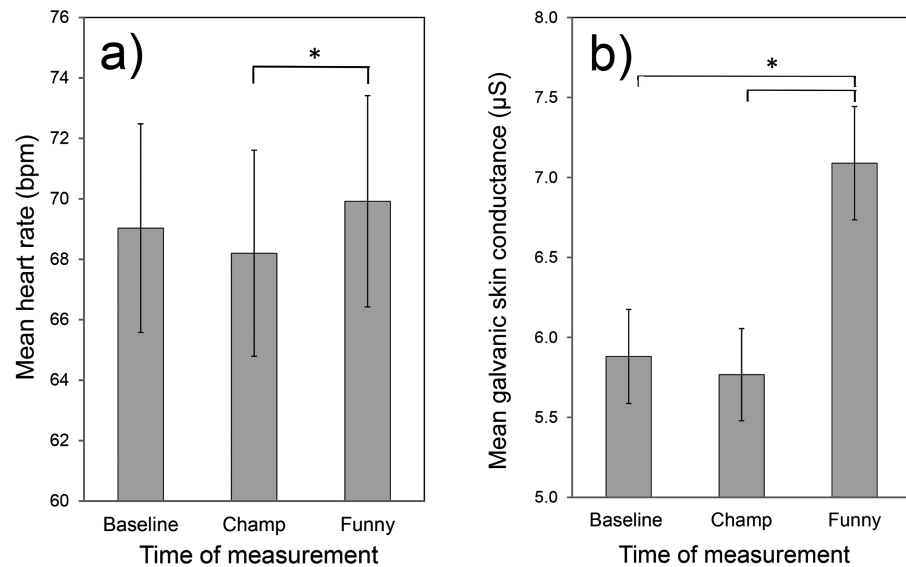 a)
*
Mean heart rate (bpm)
76
74
72
70
68
66
64
62
60
Baseline Champ Funny
Time of measurement
b)
*
Mean galvanic skin conductance (µS)
8.0
7.5
7.0
6.5
6.0
5.5
5.0
Baseline Champ Funny
Time of measurement